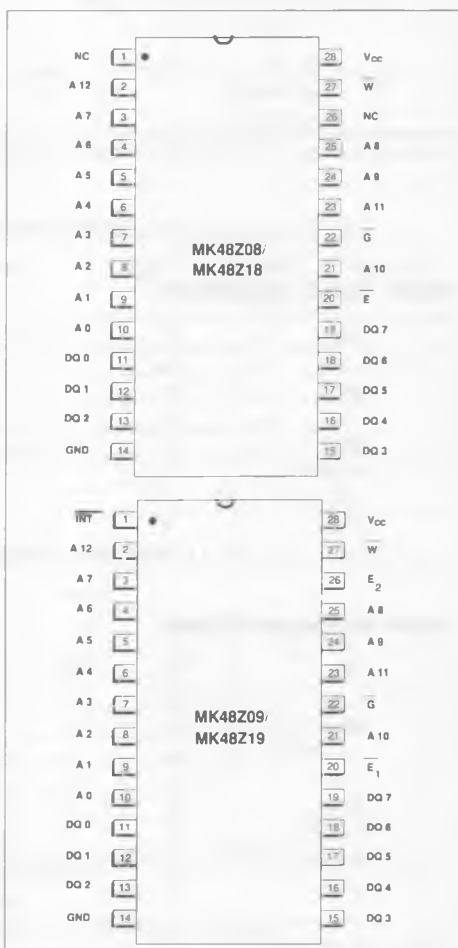 NC 1 28 Vcc
A 12 2 27 W̅
A 7 3 26 NC
A 6 4 25 A 8
A 5 5 24 A 9
A 4 6 23 A 11
A 3 7 22 G̅
MK48Z08/
MK48Z18
A 2 8 21 A 10
A 1 9 20 E̅
A 0 10 19 DQ 7
DQ 0 11 18 DQ 6
DQ 1 12 17 DQ 5
DQ 2 13 16 DQ 4
GND 14 15 DQ 3
I̅N̅T̅ 1 28 Vcc
A 12 2 27 W̅
A 7 3 26 E₂
A 6 4 25 A 8
A 5 5 24 A 9
A 4 6 23 A 11
A 3 7 22 G̅
MK48Z09/
MK48Z19
A 2 8 21 A 10
A 1 9 20 E̅₁
A 0 10 19 DQ 7
DQ 0 11 18 DQ 6
DQ 1 12 17 DQ 5
DQ 2 13 16 DQ 4
GND 14 15 DQ 3